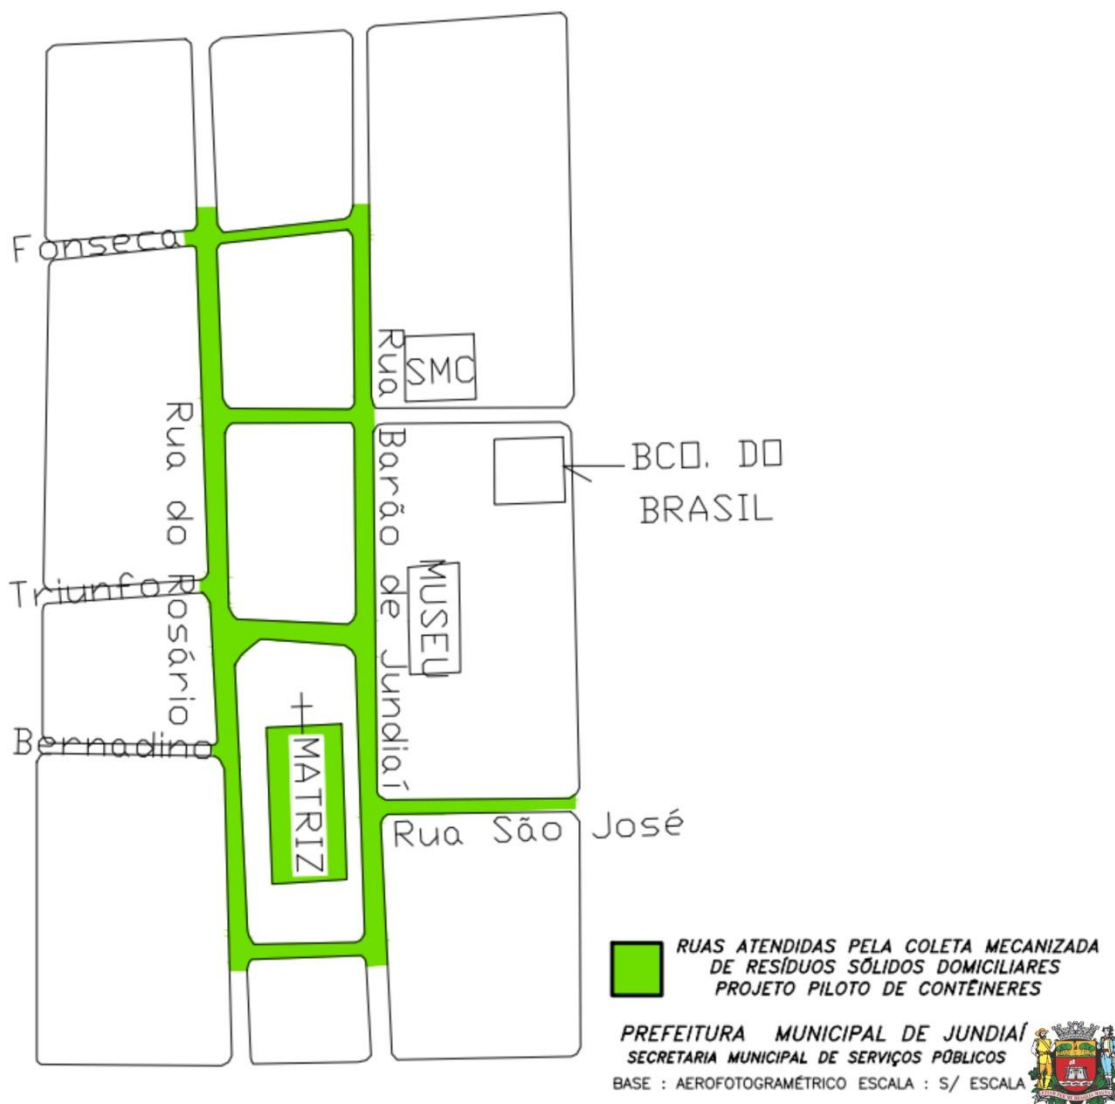 Fonseca
Rua
SMC
Rua do Rosário
Barão de Jundiaí
BCO. DO
BRASIL
MUSEU
Triunfo
Bernadino
MATRIZ
Rua São José
RUAS ATENDIDAS PELA COLETA MECANIZADA
DE RESÍDUOS SÓLIDOS DOMICILIARES
PROJETO PILOTO DE CONTÊINERES
PREFEITURA MUNICIPAL DE JUNDIAÍ
SECRETARIA MUNICIPAL DE SERVIÇOS PÚBLICOS
BASE : AEROFOTOGRAMÉTRICO ESCALA : S/ ESCALA